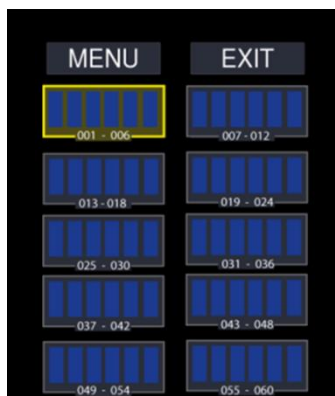 MENU EXIT
001 - 006 007 - 012
013 - 018 019 - 024
025 - 030 031 - 036
037 - 042 043 - 048
049 - 054 055 - 060